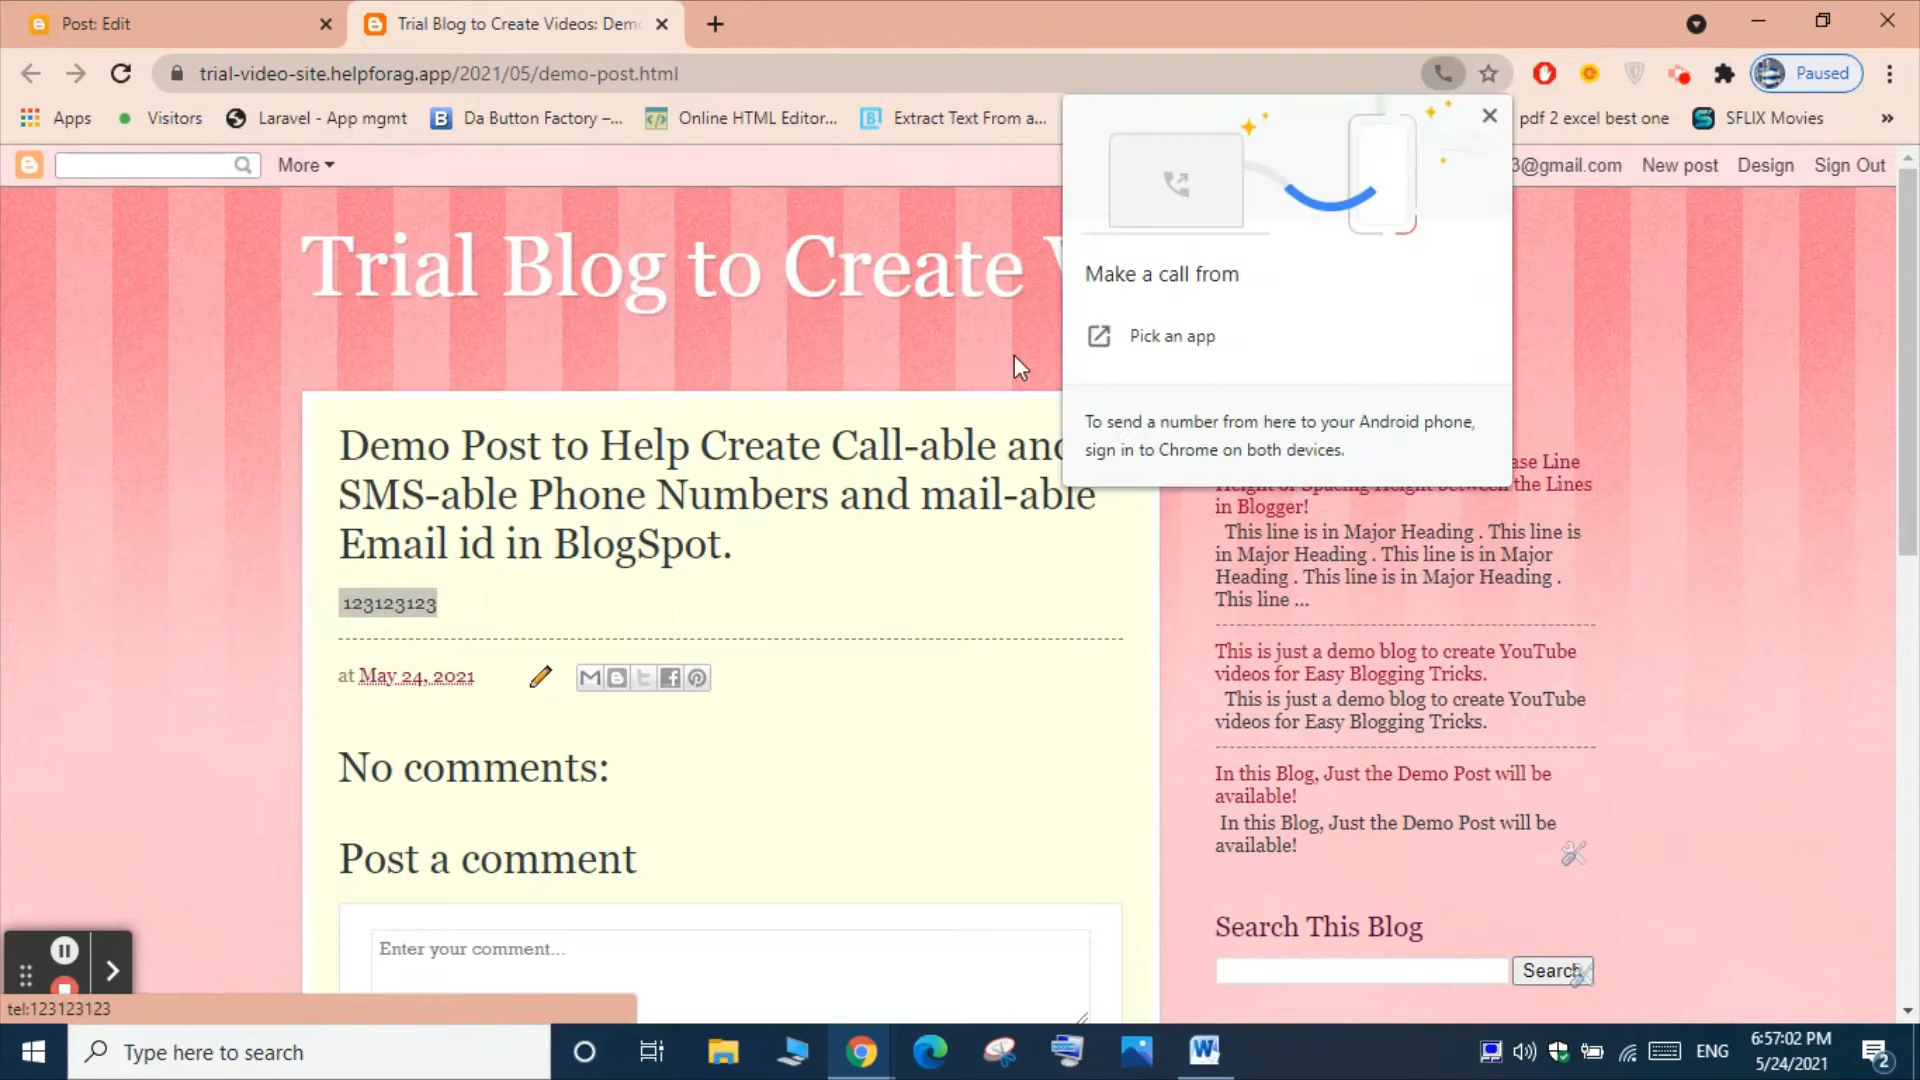 Post: Edit
Trial Blog to Create Videos: Dem
trial-video-site.helpforag.app/2021/05/demo-post.html
Paused
Apps
Visitors
Laravel - App mgmt
Da Button Factory –...
Online HTML Editor...
Extract Text From a...
pdf 2 excel best one
SFLIX Movies
»
More
3@gmail.com
New post
Design
Sign Out
Trial Blog to Create
Make a call from
Pick an app
To send a number from here to your Android phone,
sign in to Chrome on both devices.
Demo Post to Help Create Call-able and
SMS-able Phone Numbers and mail-able
Email id in BlogSpot.
123123123
at May 24, 2021
No comments:
Post a comment
Enter your comment...
ase Line
Height or Spacing Height between the Lines
in Blogger!
This line is in Major Heading . This line is
in Major Heading . This line is in Major
Heading . This line is in Major Heading .
This line ...
This is just a demo blog to create YouTube
videos for Easy Blogging Tricks.
This is just a demo blog to create YouTube
videos for Easy Blogging Tricks.
In this Blog, Just the Demo Post will be
available!
In this Blog, Just the Demo Post will be
available!
Search This Blog
Search
tel:123123123
Type here to search
ENG
6:57:02 PM
5/24/2021
2